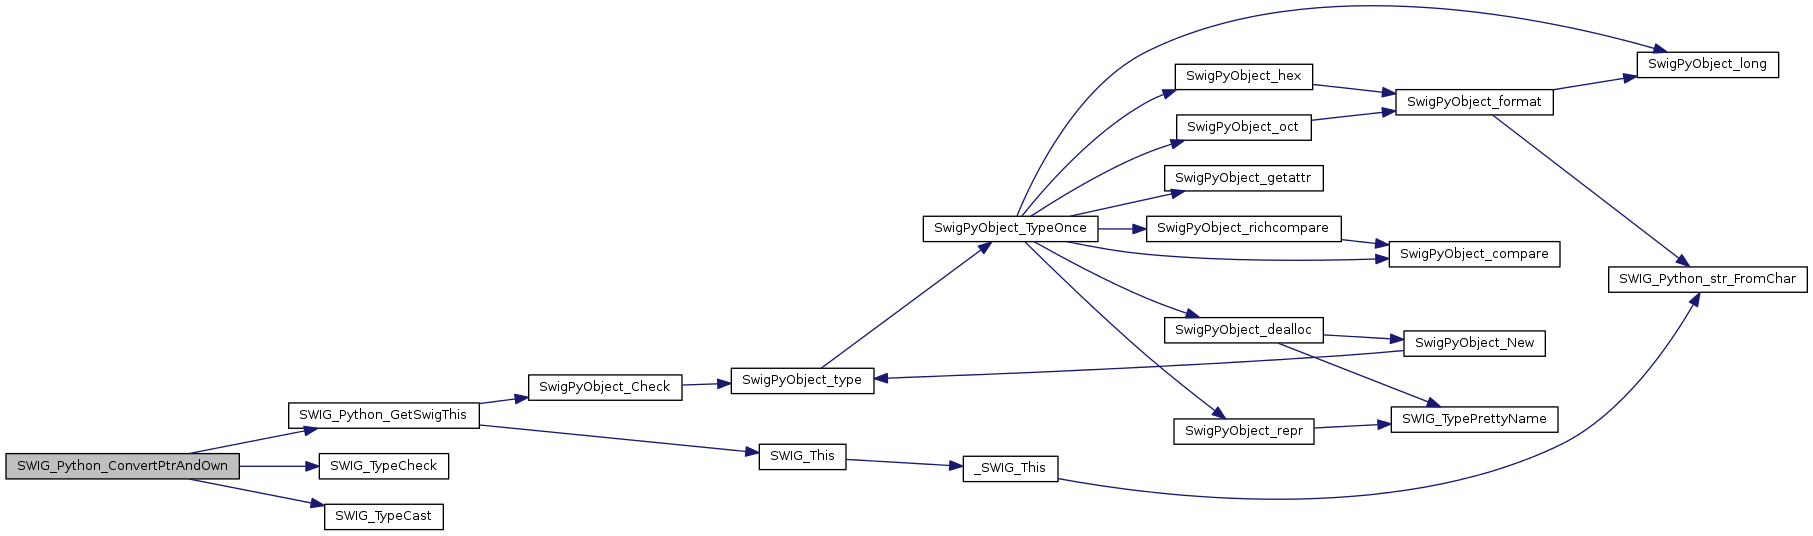 SWIG_Python_ConvertPtrAndOwn
SWIG_Python_GetSwigThis
SWIG_TypeCheck
SWIG_TypeCast
SwigPyObject_Check
SWIG_This
SwigPyObject_type
_SWIG_This
SwigPyObject_TypeOnce
SwigPyObject_hex
SwigPyObject_oct
SwigPyObject_getattr
SwigPyObject_richcompare
SwigPyObject_dealloc
SwigPyObject_repr
SwigPyObject_format
SwigPyObject_compare
SwigPyObject_New
SWIG_TypePrettyName
SwigPyObject_long
SWIG_Python_str_FromChar